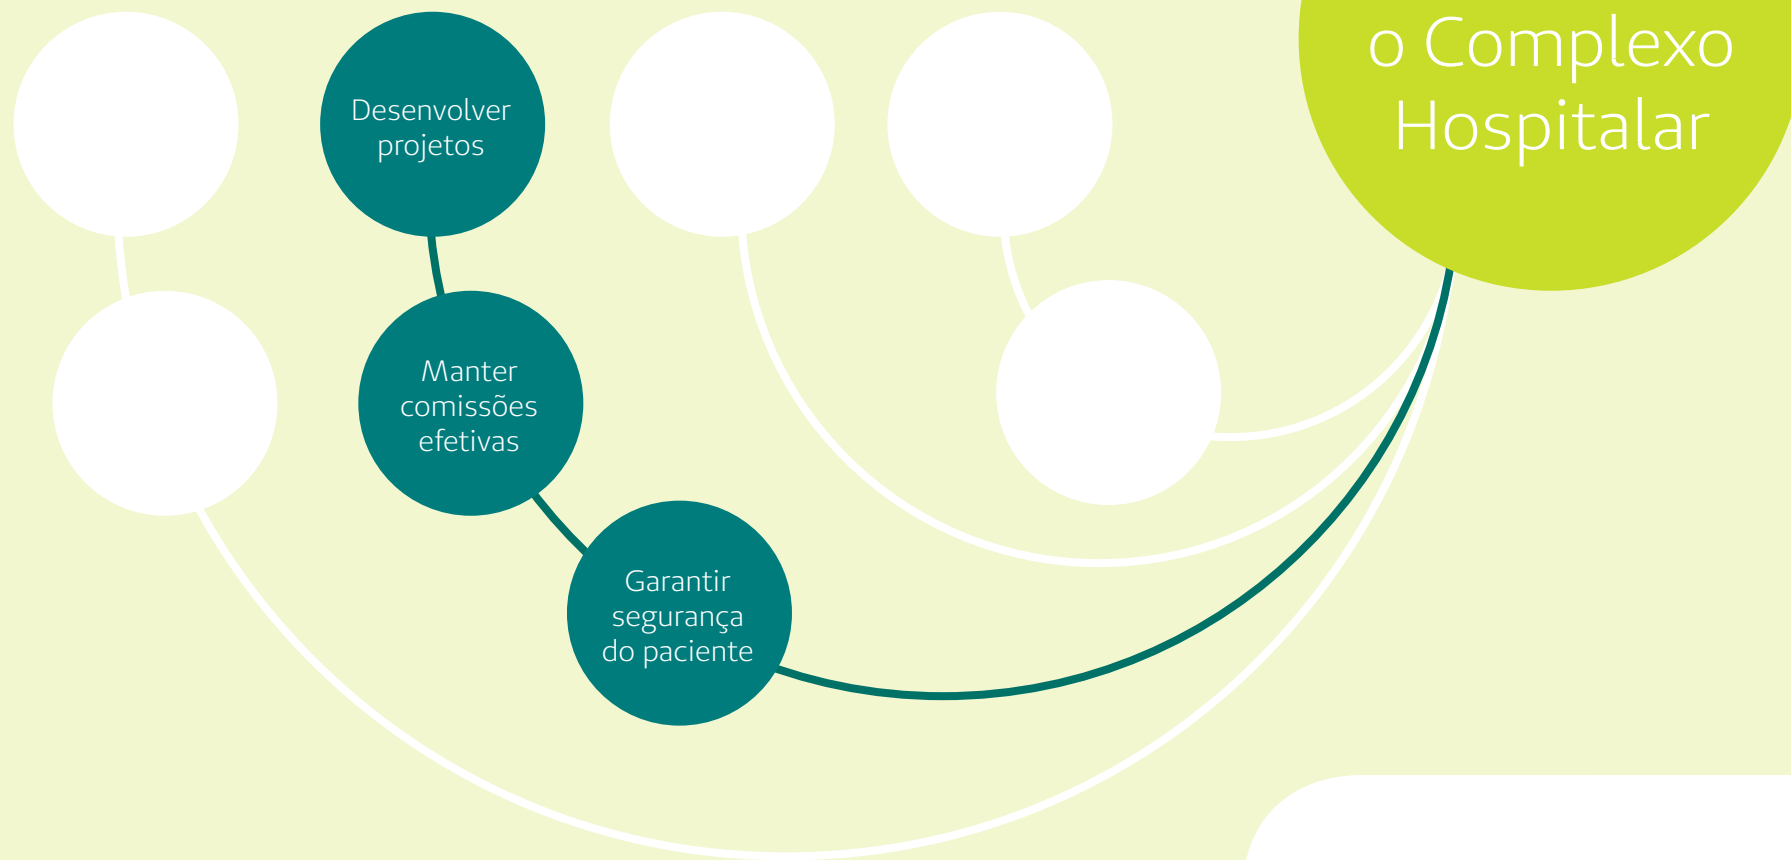 o Complexo
Hospitalar
Desenvolver
projetos
Manter
comissões
efetivas
Garantir
segurança
do paciente